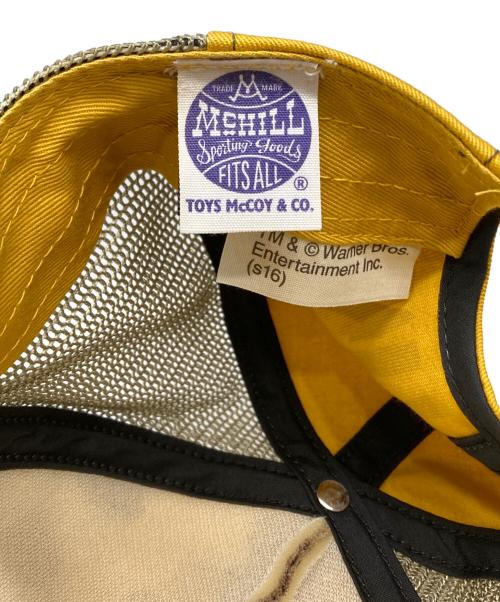 TRADE MARK
M
McHILL
Sporting Goods
FITS ALL
®
TOYS McCOY & CO.
TM & © Warner Bros.
Entertainment Inc.
(s16)